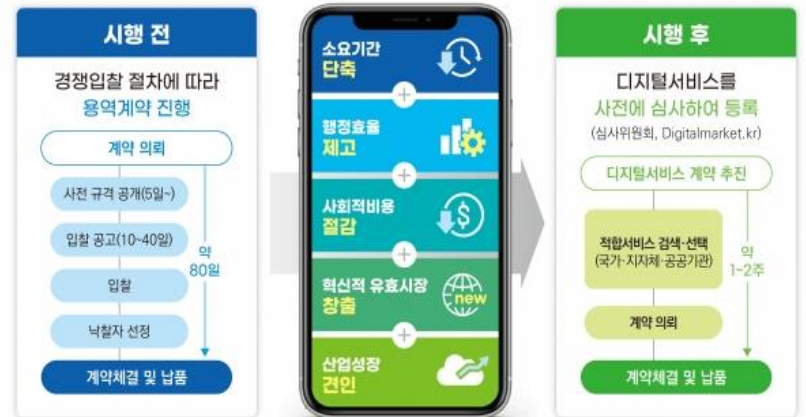 시행 전
경쟁입찰 절차에 따라
용역계약 진행
계약 의뢰
사전 규격 공개(5일~)
입찰 공고(10~40일)
입찰
낙찰자 선정
약
80일
계약체결 및 납품
소요기간
단축
행정효율
제고
사회적비용
절감
$
혁신적 유효시장
창출
new
산업성장
견인
시행 후
디지털서비스를
사전에 심사하여 등록
(심사위원회, Digitalmarket.kr)
디지털서비스 계약 추진
적합서비스 검색·선택
(국가·지자체·공공기관)
약
1~2주
계약 의뢰
계약체결 및 납품